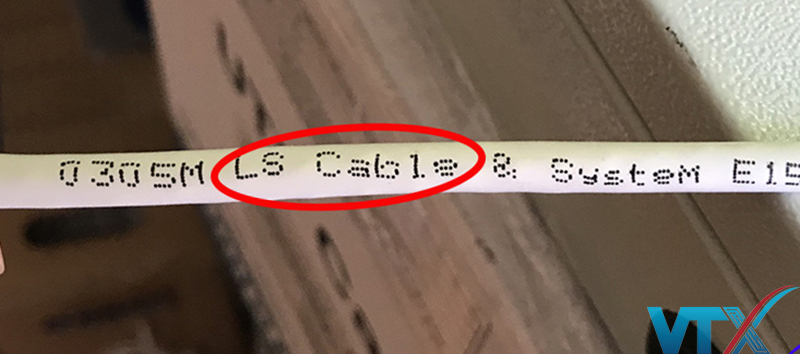 0305M LS Cable & System E15
VTX